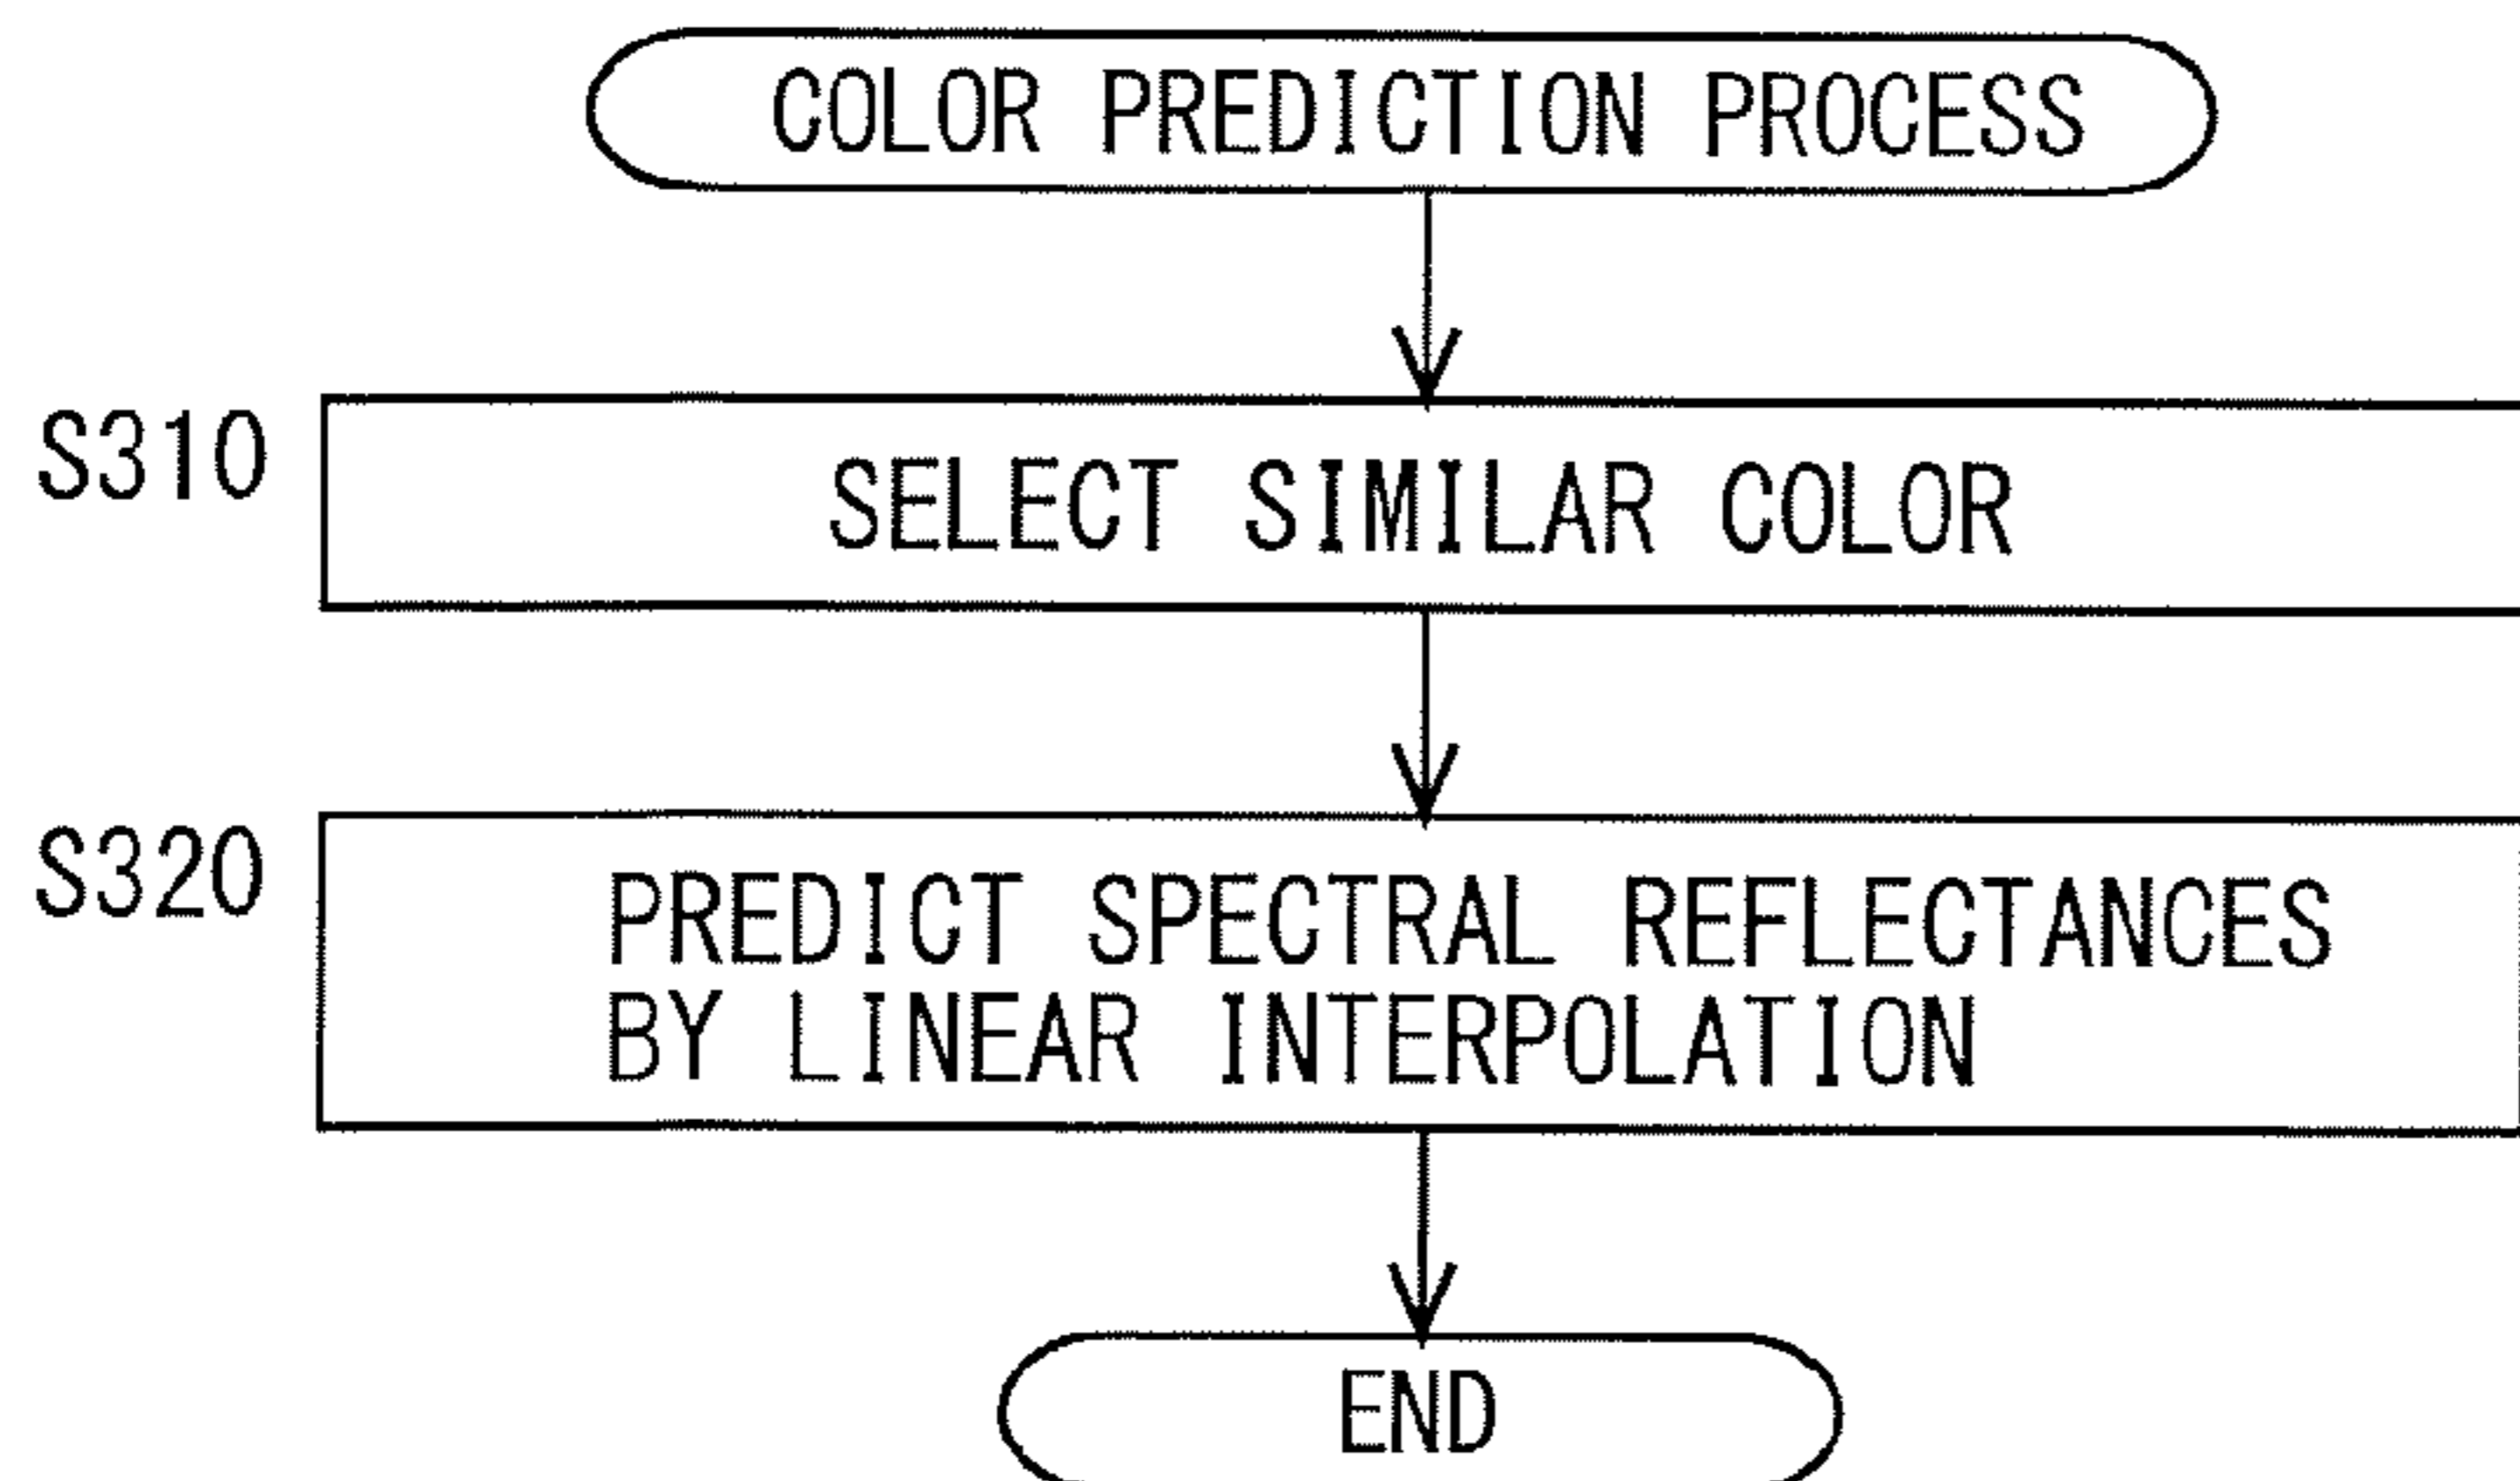 COLOR PREDICTION PROCESS
S310
SELECT SIMILAR COLOR
S320
PREDICT SPECTRAL REFLECTANCES
BY LINEAR INTERPOLATION
END